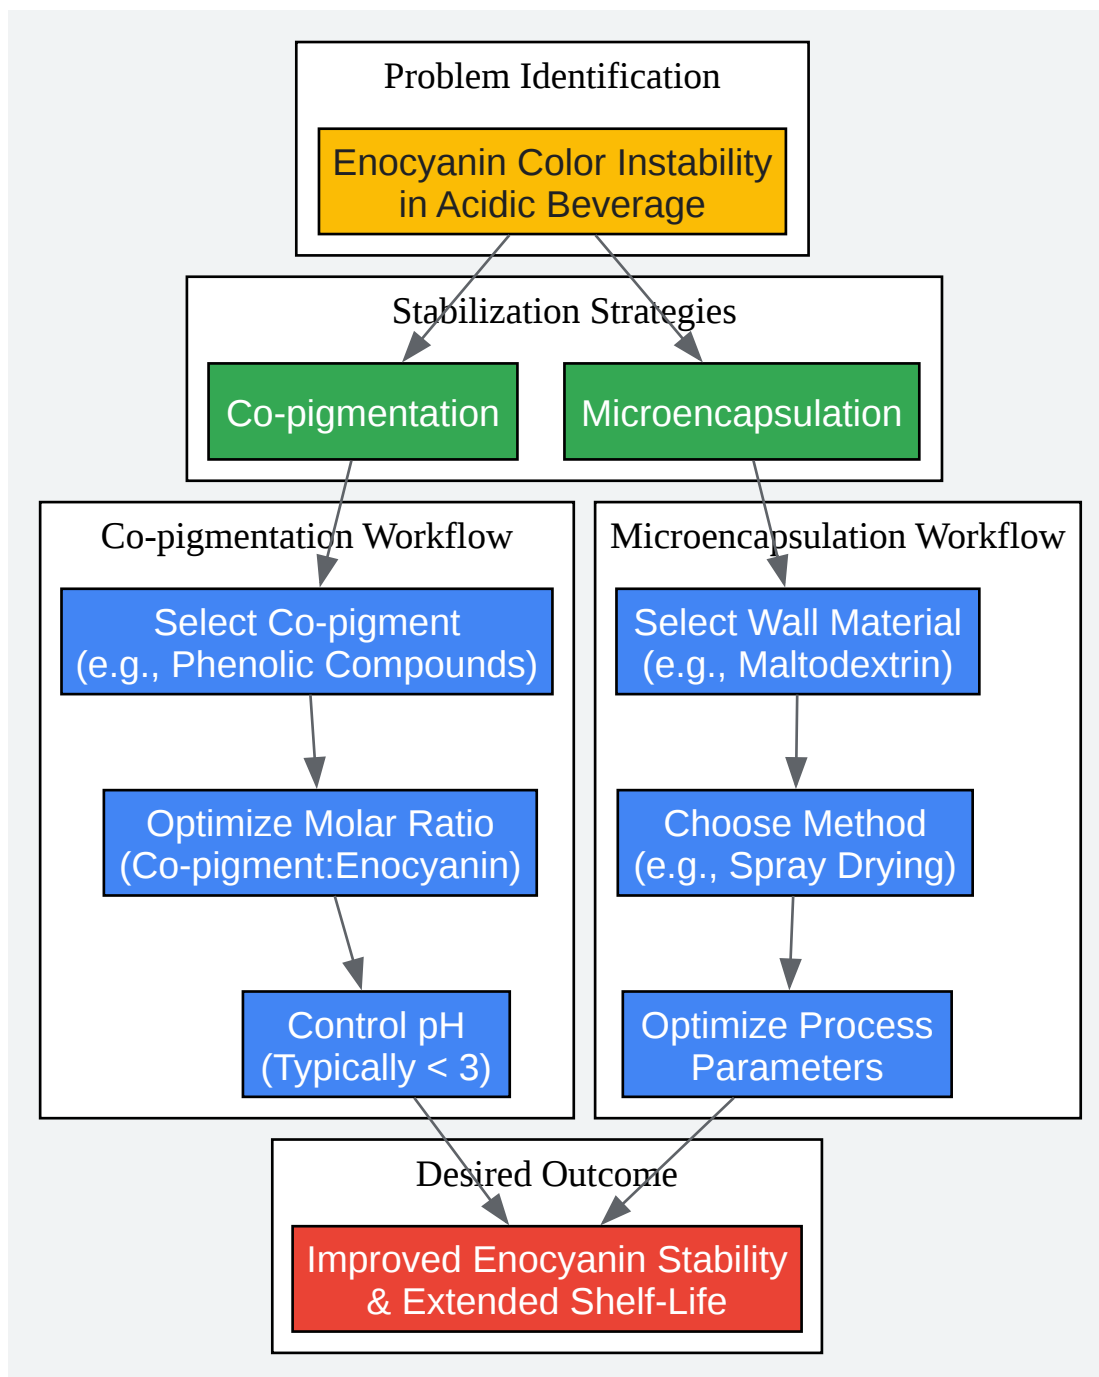 Problem Identification
Enocyanin Color Instability
in Acidic Beverage
Stabilization Strategies
Co-pigmentation
Microencapsulation
Co-pigmentation Workflow
Select Co-pigment
(e.g., Phenolic Compounds)
Optimize Molar Ratio
(Co-pigment:Enocyanin)
Control pH
(Typically < 3)
Microencapsulation Workflow
Select Wall Material
(e.g., Maltodextrin)
Choose Method
(e.g., Spray Drying)
Optimize Process
Parameters
Desired Outcome
Improved Enocyanin Stability
& Extended Shelf-Life